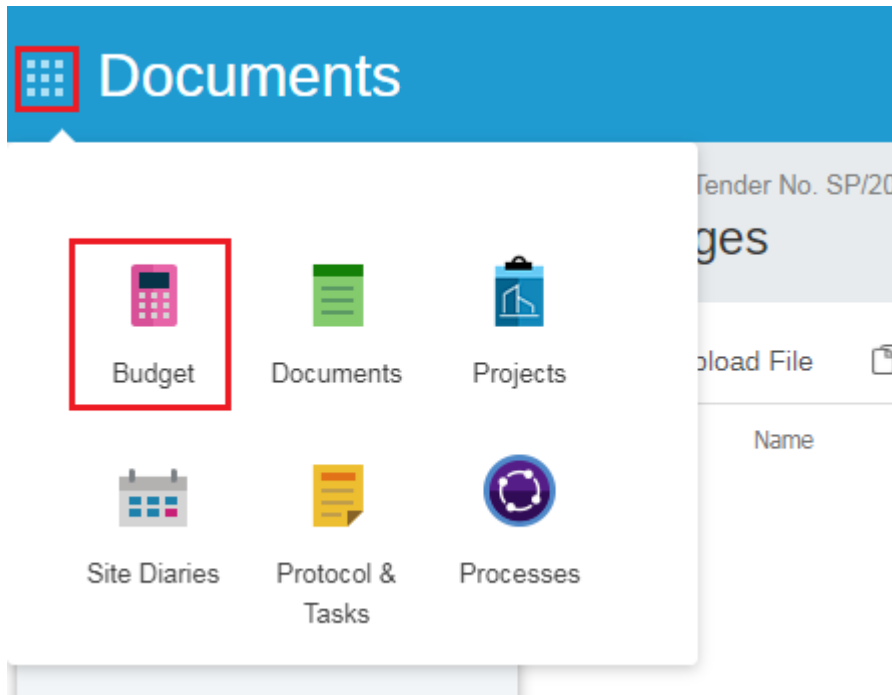 Documents
Tender No. SP/20
ges
Budget
Documents
Projects
pload File
Name
Site Diaries
Protocol &
Tasks
Processes